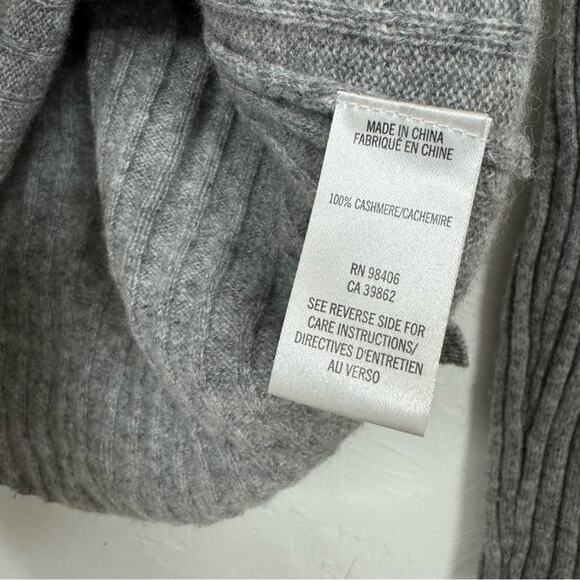 MADE IN CHINA
FABRIQUÉ EN CHINE
100% CASHMERE/CACHEMIRE
RN 98406
CA 39862
SEE REVERSE SIDE FOR
CARE INSTRUCTIONS/
DIRECTIVES D'ENTRETIEN
AU VERSO